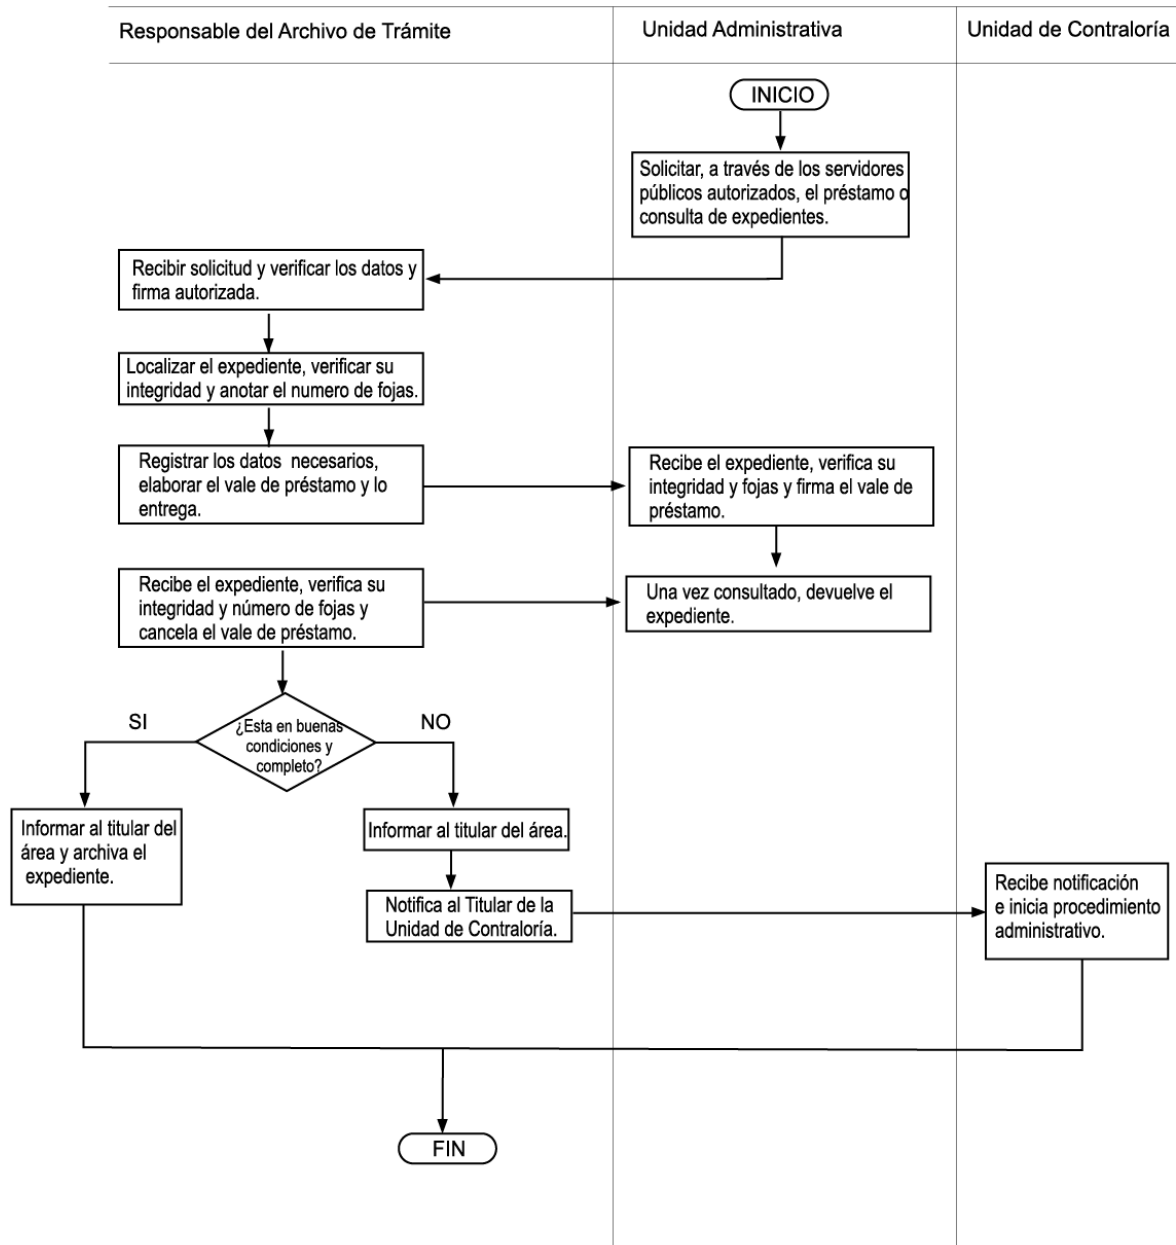 Responsable del Archivo de Trámite
Unidad Administrativa
Unidad de Contraloría
INICIO
Solicitar, a través de los servidores
públicos autorizados, el préstamo o
consulta de expedientes.
Recibir solicitud y verificar los datos y
firma autorizada.
Localizar el expediente, verificar su
integridad y anotar el numero de fojas.
Registrar los datos necesarios,
elaborar el vale de préstamo y lo
entrega.
Recibe el expediente, verifica su
integridad y fojas y firma el vale de
préstamo.
Una vez consultado, devuelve el
expediente.
Recibe el expediente, verifica su
integridad y número de fojas y
cancela el vale de préstamo.
¿Esta en buenas
condiciones y
completo?
SI
NO
Informar al titular del
área y archiva el
expediente.
Informar al titular del área.
Notifica al Titular de la
Unidad de Contraloría.
Recibe notificación
e inicia procedimiento
administrativo.
FIN